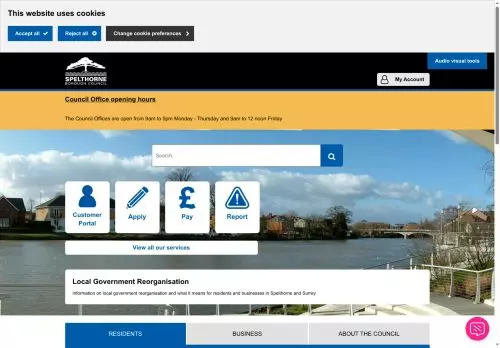 This website uses cookies
Accept all
Reject all
Change cookie preferences
Audio visual tools
SPELTHORNE
BOROUGH COUNCIL
My Account
Council Office opening hours
The Council Offices are open from 9am to 5pm Monday - Thursday and 9am to 12 noon Friday
Search
Customer Portal
Apply
Pay
Report
View all our services
Local Government Reorganisation
Information on local government reorganisation and what it means for residents and businesses in Spelthorne and Surrey
RESIDENTS
BUSINESS
ABOUT THE COUNCIL